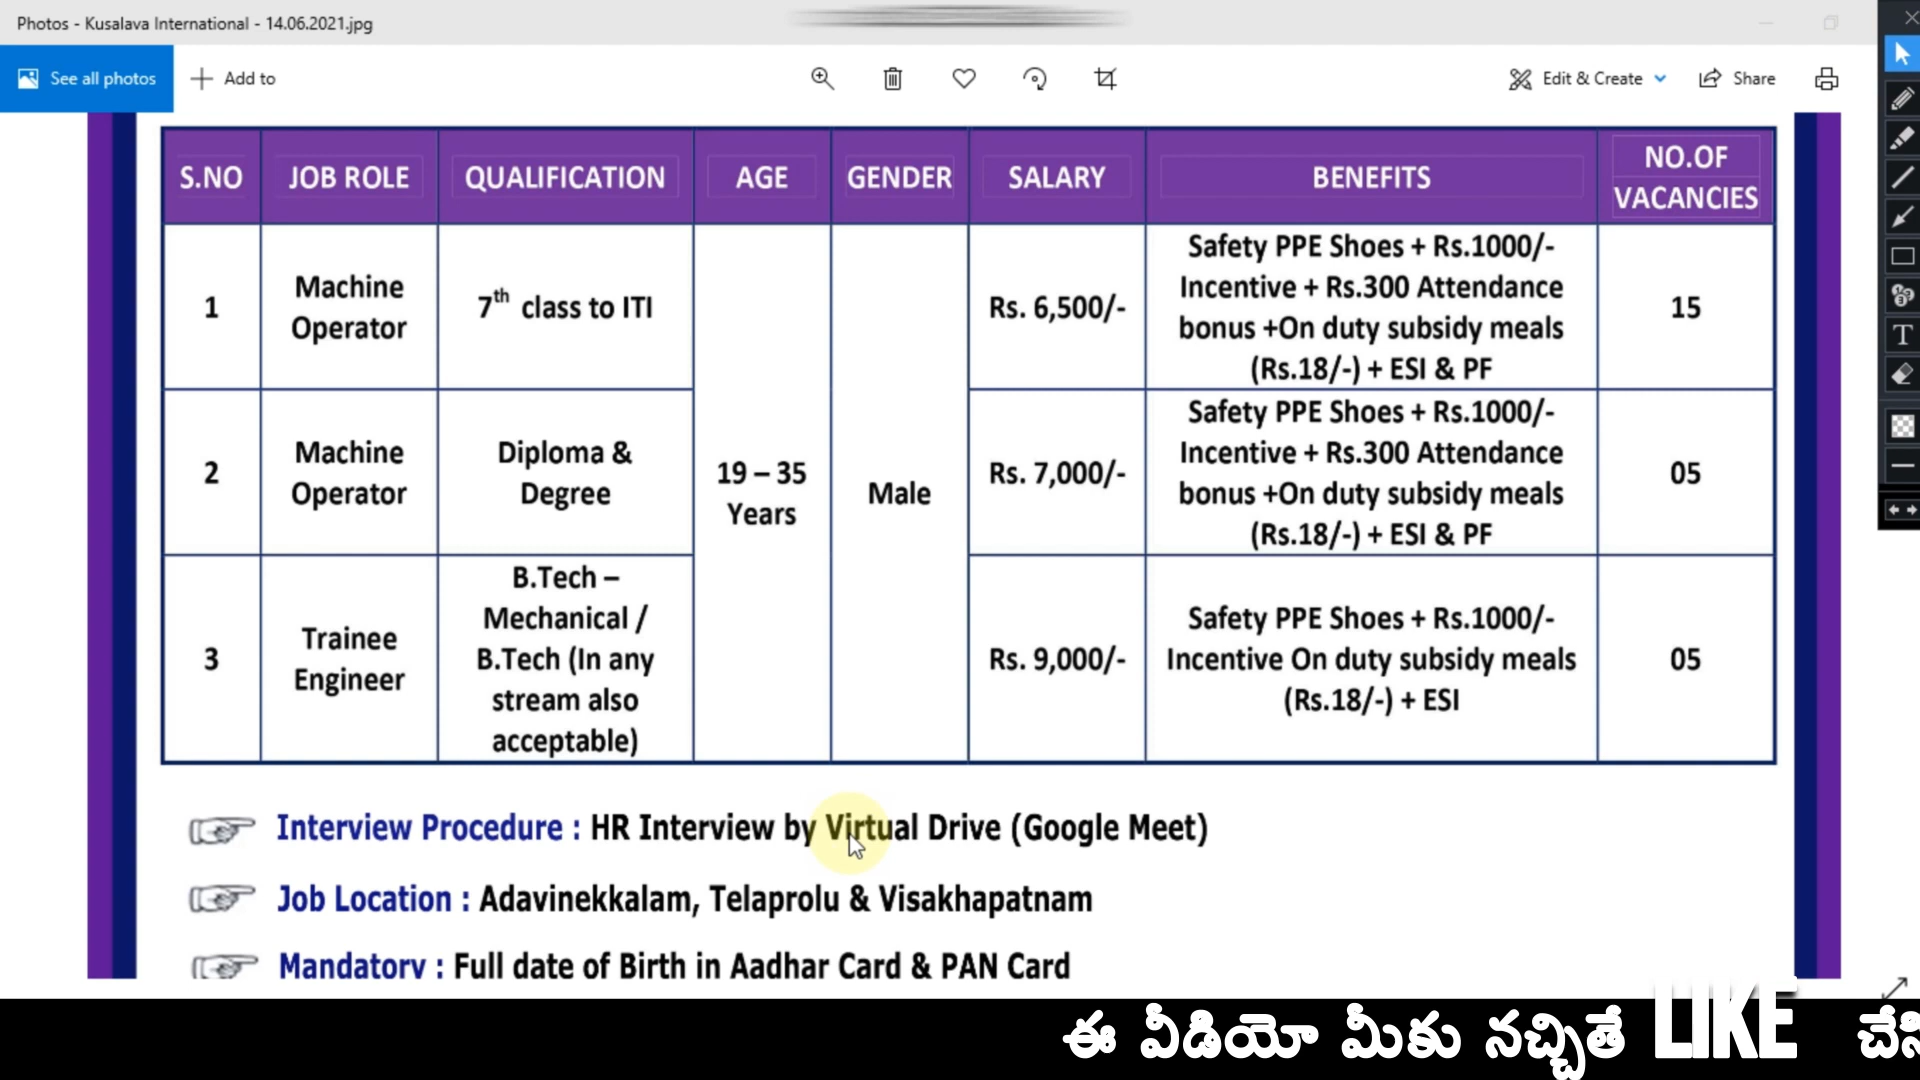 Photos - Kusalava International - 14.06.2021.jpg
See all photos
Add to
Edit & Create
Share
S.NO
JOB ROLE
QUALIFICATION
AGE
GENDER
SALARY
BENEFITS
NO.OF
VACANCIES
1
Machine
Operator
7th class to ITI
Rs. 6,500/-
Safety PPE Shoes + Rs.1000/-
Incentive + Rs.300 Attendance
bonus +On duty subsidy meals
(Rs.18/-) + ESI & PF
15
2
Machine
Operator
Diploma &
Degree
19 – 35
Years
Male
Rs. 7,000/-
Safety PPE Shoes + Rs.1000/-
Incentive + Rs.300 Attendance
bonus +On duty subsidy meals
(Rs.18/-) + ESI & PF
05
3
Trainee
Engineer
B.Tech –
Mechanical /
B.Tech (In any
stream also
acceptable)
Rs. 9,000/-
Safety PPE Shoes + Rs.1000/-
Incentive On duty subsidy meals
(Rs.18/-) + ESI
05
Interview Procedure : HR Interview by Virtual Drive (Google Meet)
Job Location : Adavinekkalam, Telaprolu & Visakhapatnam
Mandatory : Full date of Birth in Aadhar Card & PAN Card
ఈ వీడియో మీకు నచ్చితే LIKE